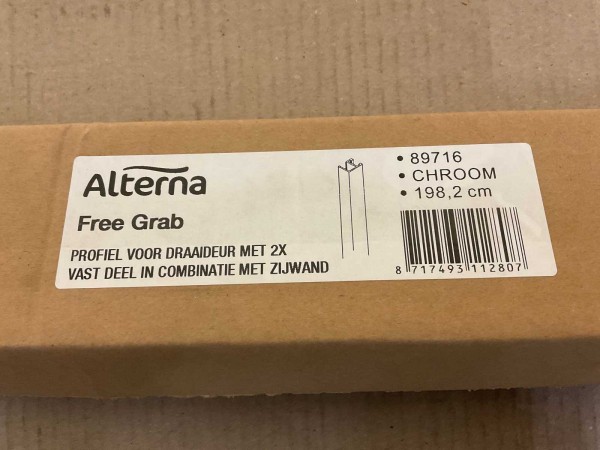 Alterna
Free Grab
PROFIEL VOOR DRAAIDEUR MET 2X
VAST DEEL IN COMBINATIE MET ZIJWAND
• 89716
• CHROOM
• 198,2 cm
8 717493 112807